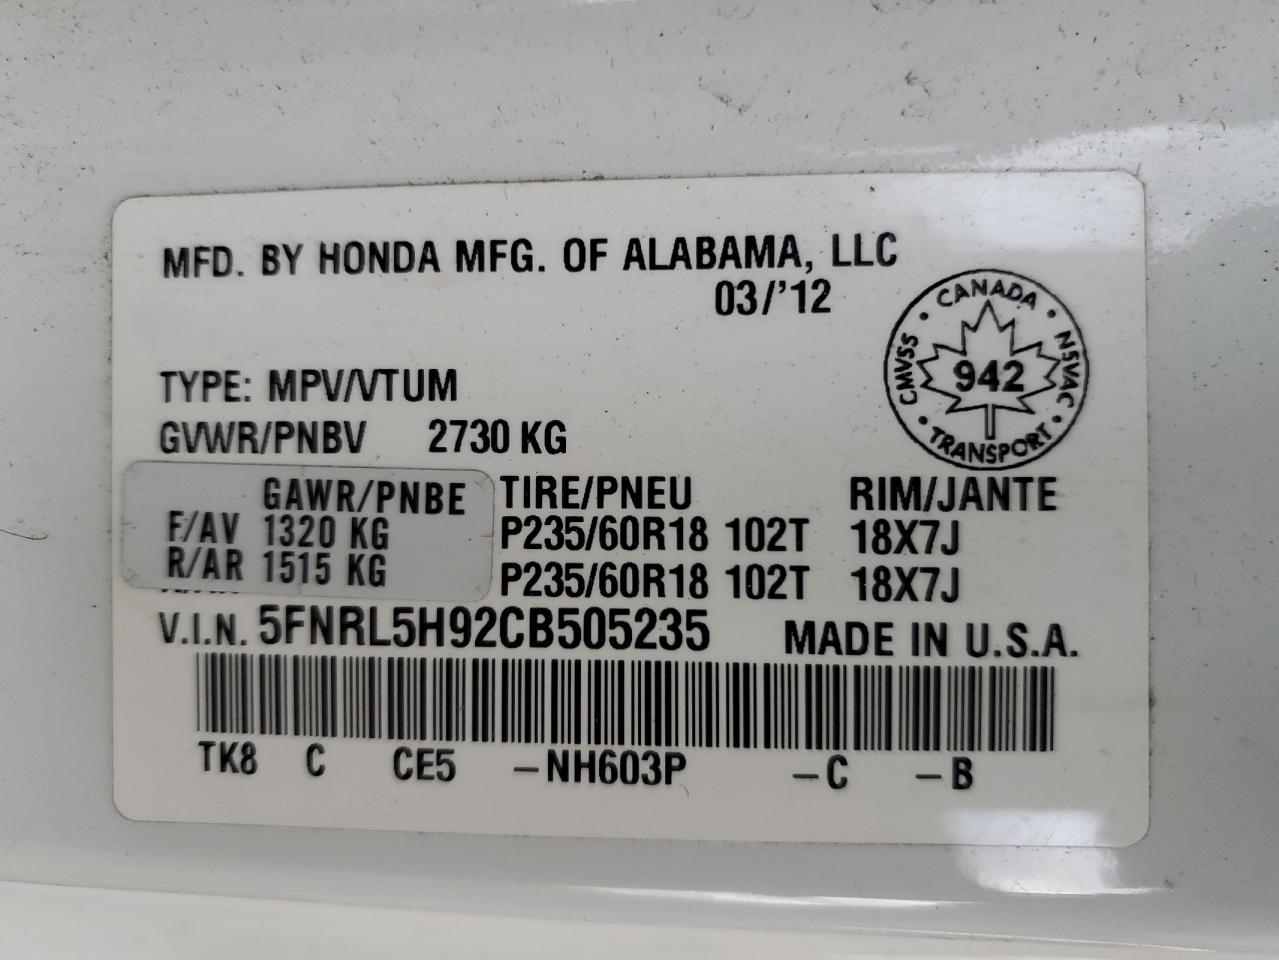 MFD. BY HONDA MFG. OF ALABAMA, LLC
03/'12
CANADA
CMVSS
942
NSVAC
TRANSPORT
TYPE: MPV/VTUM
GVWR/PNBV 2730 KG
GAWR/PNBE TIRE/PNEU RIM/JANTE
F/AV 1320 KG P235/60R18 102T 18X7J
R/AR 1515 KG P235/60R18 102T 18X7J
V.I.N. 5FNRL5H92CB505235 MADE IN U.S.A.
TK8 C CE5 -NH603P -C -B